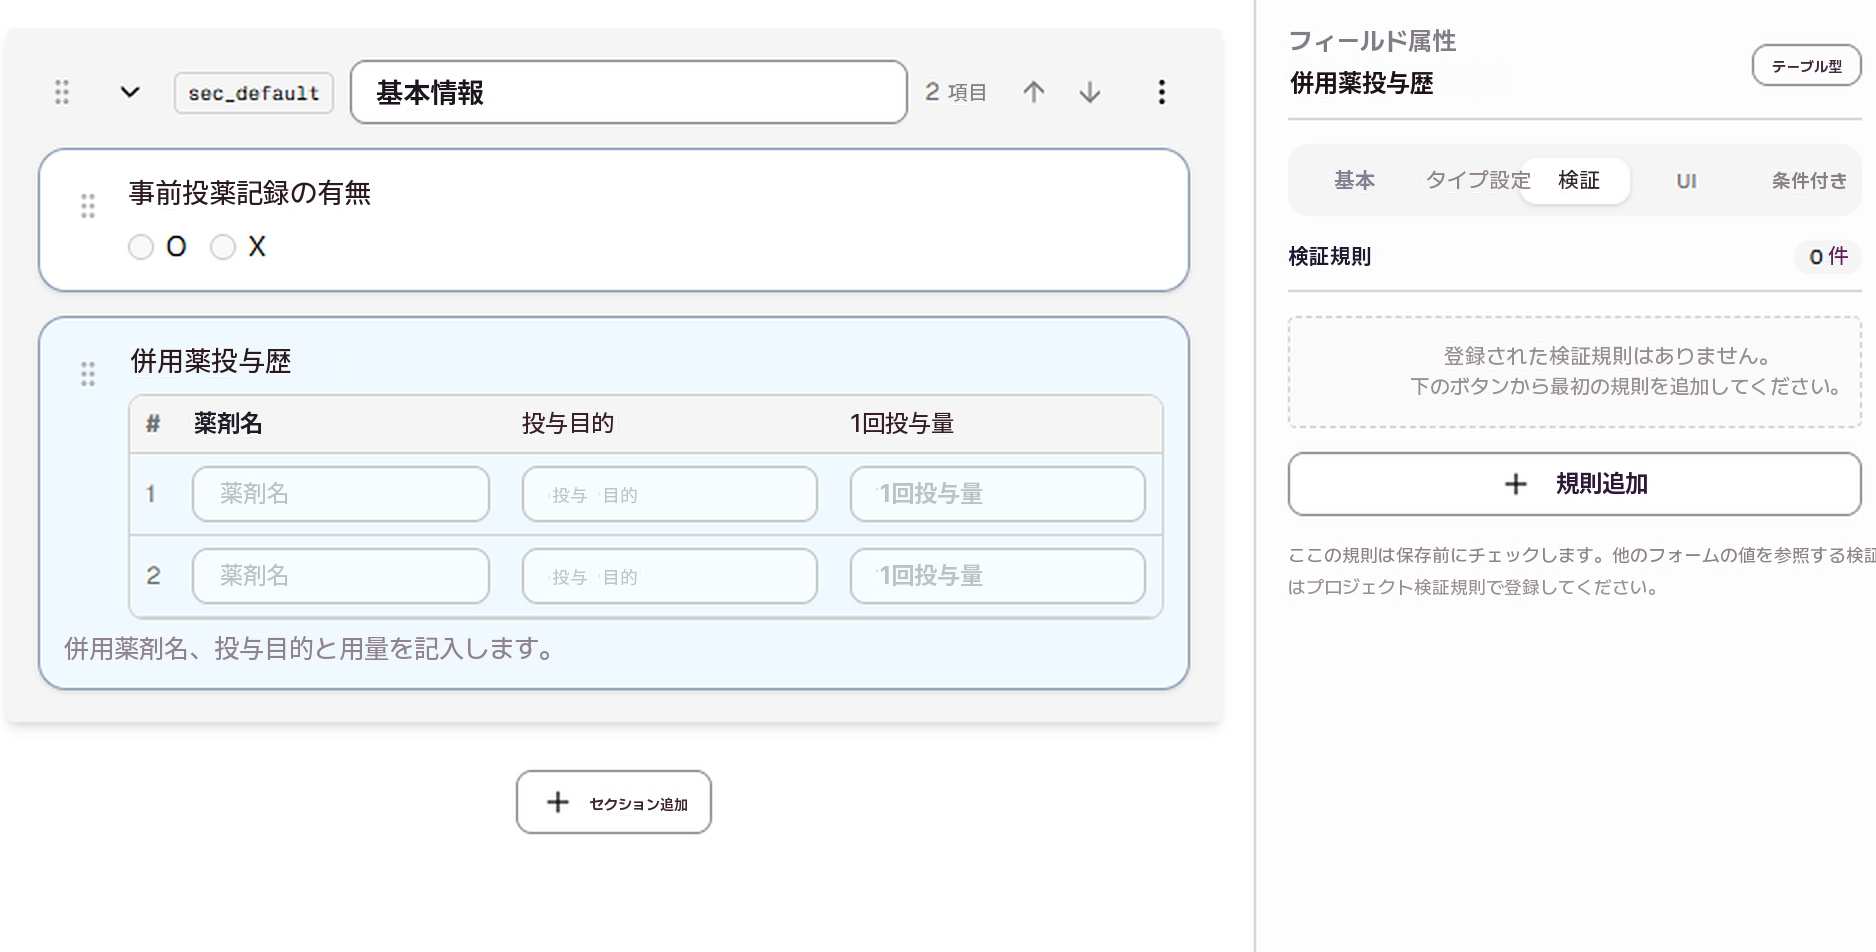 sec_default 基本情報 2 項目
事前投薬記録の有無
O X
併用薬投与歴
# 薬剤名 投与目的 1回投与量
1 薬剤名 投与 目的 1回投与量
2 薬剤名 投与 目的 1回投与量
併用薬剤名、投与目的と用量を記入します。
セクション追加
フィールド属性
併用薬投与歴
テーブル型
基本 タイプ設定 検証 UI 条件付き
検証規則 0 件
登録された検証規則はありません。
下のボタンから最初の規則を追加してください。
規則追加
ここの規則は保存前にチェックします。他のフォームの値を参照する検証
はプロジェクト検証規則で登録してください。